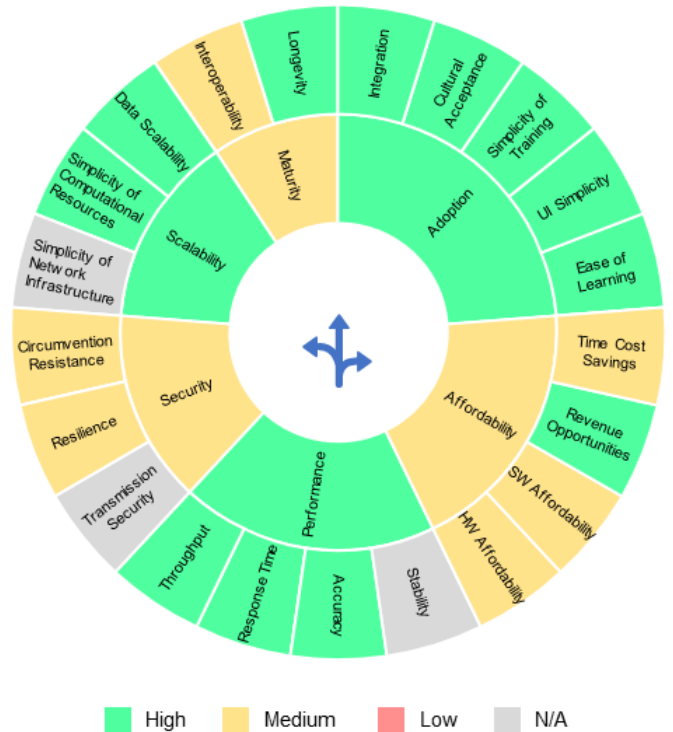 Longevity
Integration
Cultural
Acceptance
Simplicity of
Training
UI Simplicity
Ease of
Learning
Time Cost
Savings
Revenue
Opportunities
SW Affordability
HW Affordability
Stability
Accuracy
Response Time
Throughput
Transmission
Security
Resilience
Circumvention
Resistance
Simplicity of
Network
Infrastructure
Simplicity of
Computational
Resources
Data Scalability
Interoperability
Maturity
Adoption
Affordability
Performance
Security
Scalability
High
Medium
Low
N/A